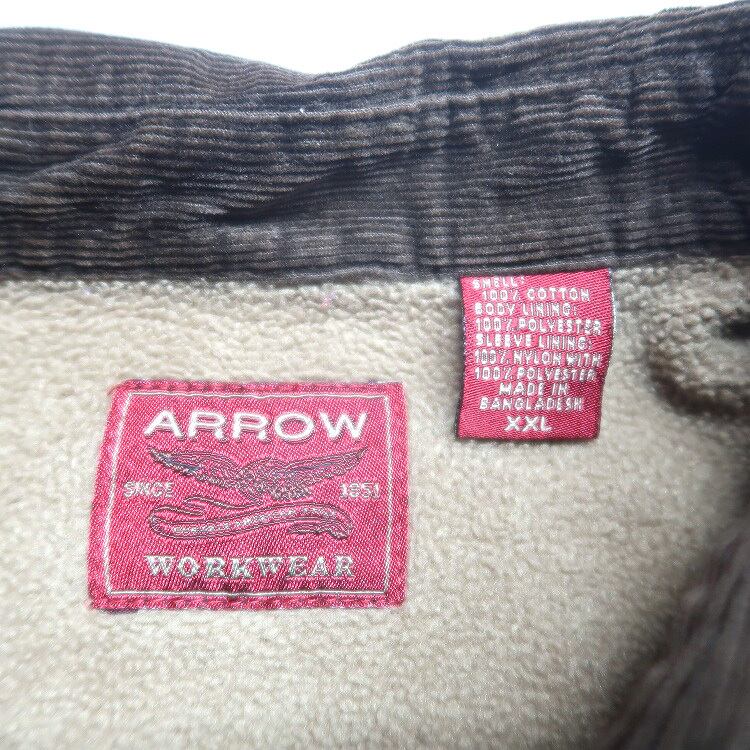 ARROW
SINCE 1851
WORKWEAR
SHELL:
100% COTTON
BODY LINING:
100% POLYESTER
SLEEVE LINING:
100% NYLON WITH
100% POLYESTER
MADE IN
BANGLADESH
XXL